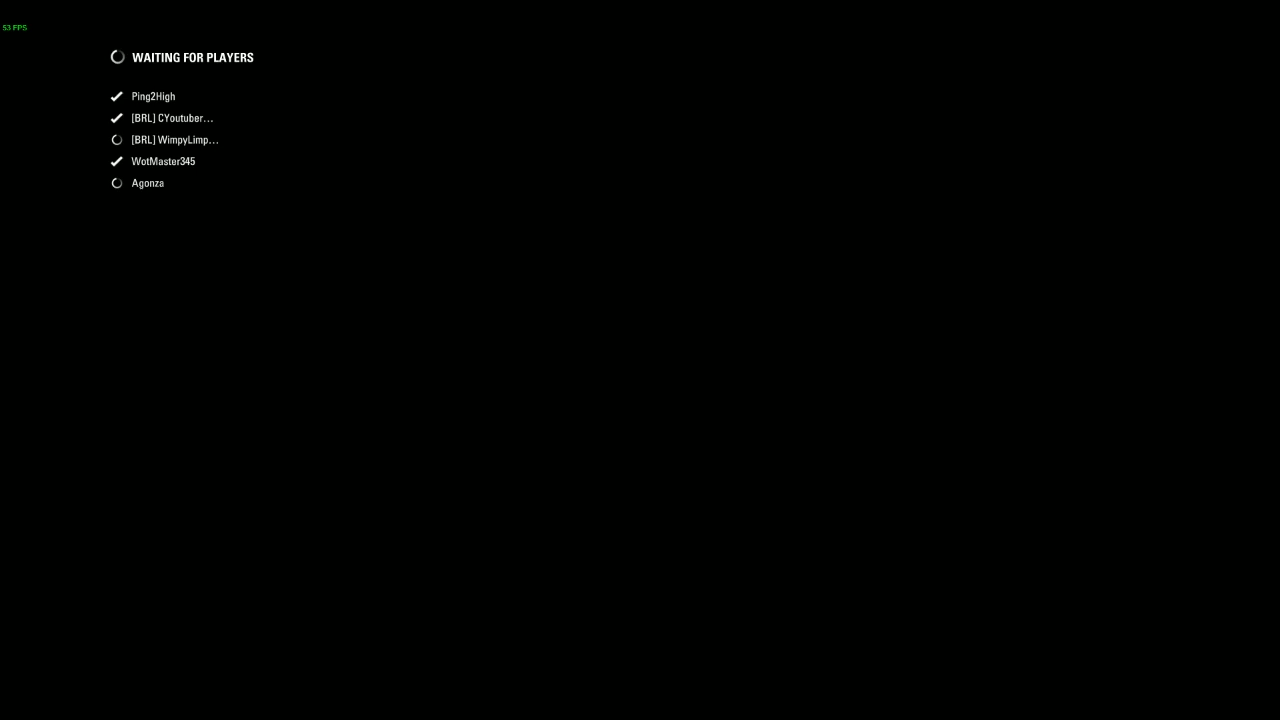 53 FPS
WAITING FOR PLAYERS
Ping2High
[BRL] CYoutuber...
[BRL] WimpyLimp...
WotMaster345
Agonza